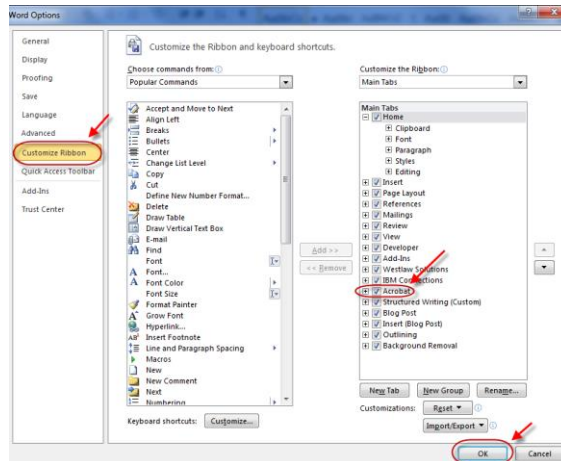 Word Options
General
Display
Proofing
Save
Language
Advanced
Customize Ribbon
Quick Access Toolbar
Add-Ins
Trust Center
Customize the Ribbon and keyboard shortcuts.
Choose commands from:
Popular Commands
Accept and Move to Next
Align Left
Breaks
Bullets
Center
Change List Level
Copy
Cut
Define New Number Format...
Delete
Draw Table
Draw Vertical Text Box
E-mail
Find
Font
Font...
Font Color
Font Size
Format Painter
Grow Font
Hyperlink...
Insert Footnote
Line and Paragraph Spacing
Macros
New
New Comment
Next
Numbering
Keyboard shortcuts: Customize...
Add >>
<< Remove
Customize the Ribbon:
Main Tabs
Main Tabs
Home
Clipboard
Font
Paragraph
Styles
Editing
Insert
Page Layout
References
Mailings
Review
View
Developer
Add-Ins
Westlaw Solutions
IBM Connections
Acrobat
Structured Writing (Custom)
Blog Post
Insert (Blog Post)
Outlining
Background Removal
New Tab New Group Rename...
Customizations: Reset
Import/Export
OK Cancel